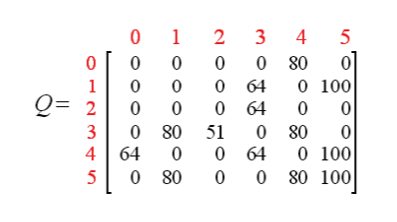 0 1 2 3 4 5
0 0 0 0 0 80 0
1 0 0 0 64 0 100
Q= 2 0 0 0 64 0 0
3 0 80 51 0 80 0
4 64 0 0 64 0 100
5 0 80 0 0 80 100